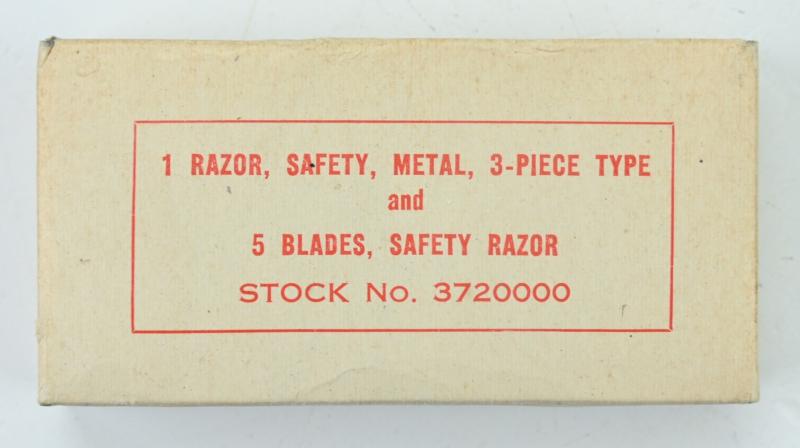 1 RAZOR, SAFETY, METAL, 3-PIECE TYPE
and
5 BLADES, SAFETY RAZOR
STOCK No. 3720000